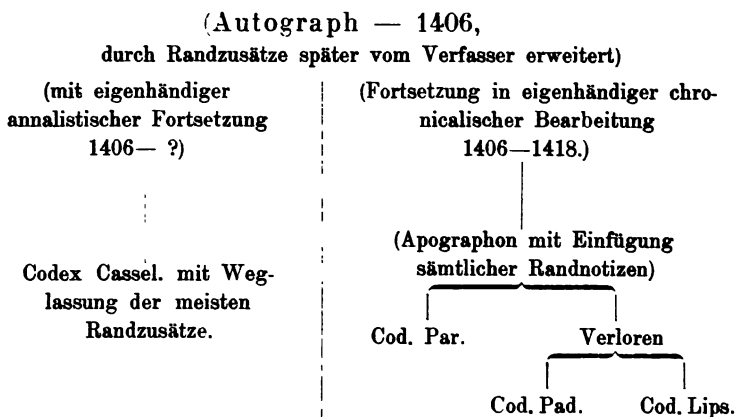 (Autograph — 1406,
durch Randzusätze später vom Verfasser erweitert)
(mit eigenhändiger
annalistischer Fortsetzung
1406— ?)
(Fortsetzung in eigenhändiger chro-
nicalischer Bearbeitung
1406—1418.)
(Apographon mit Einfügung
sämtlicher Randnotizen)
Codex Cassel. mit Weg-
lassung der meisten
Randzusätze.
Cod. Par.
Verloren
Cod. Pad.
Cod. Lips.